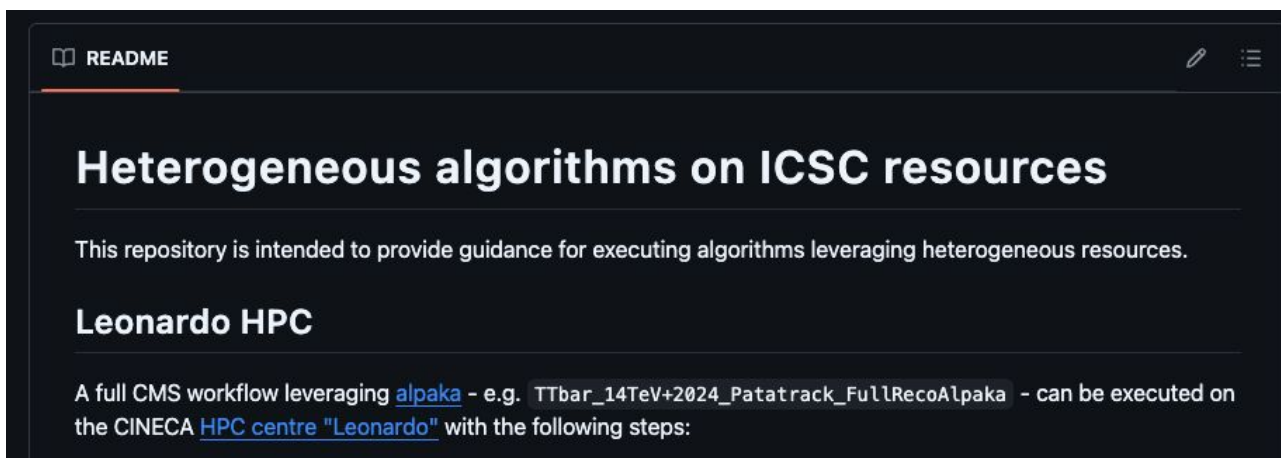 README
Heterogeneous algorithms on ICSC resources
This repository is intended to provide guidance for executing algorithms leveraging heterogeneous resources.
Leonardo HPC
A full CMS workflow leveraging alpaka - e.g. TTbar_14TeV+2024_Patatrack_FullRecoAlpaka - can be executed on
the CINECA HPC centre "Leonardo" with the following steps: